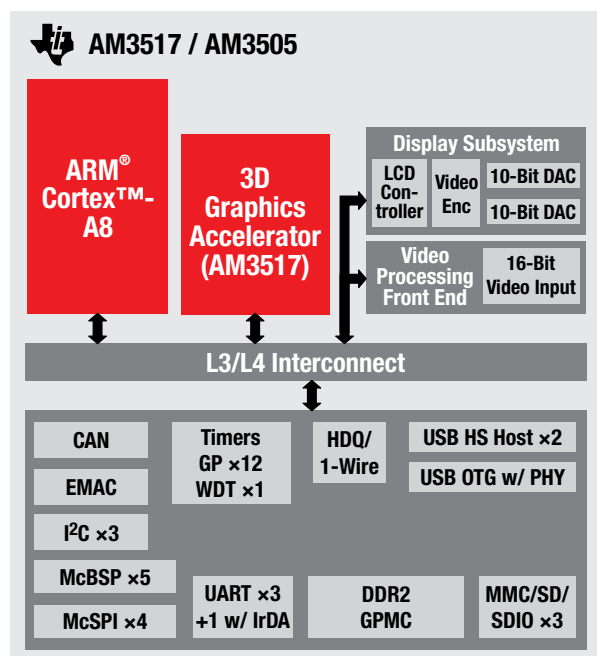 AM3517 / AM3505
ARM®
Cortex™-
A8
3D
Graphics
Accelerator
(AM3517)
Display Subsystem
LCD
Con-
troller
Video
Enc
10-Bit DAC
10-Bit DAC
Video
Processing
Front End
16-Bit
Video Input
L3/L4 Interconnect
CAN
EMAC
I²C ×3
McBSP ×5
McSPI ×4
Timers
GP ×12
WDT ×1
HDQ/
1-Wire
USB HS Host ×2
USB OTG w/ PHY
UART ×3
+1 w/ IrDA
DDR2
GPMC
MMC/SD/
SDIO ×3